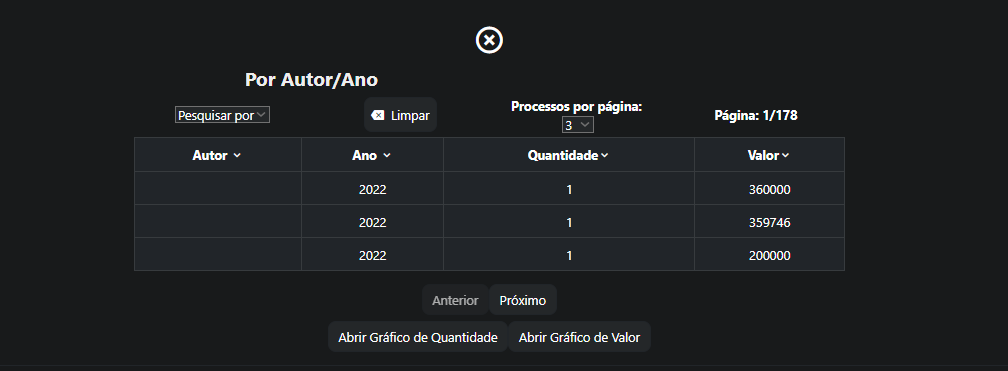 Por Autor/Ano
Pesquisar por
Limpar
Processos por página:
3
Página: 1/178
Autor Ano Quantidade Valor
2022 1 360000
2022 1 359746
2022 1 200000
Anterior Próximo
Abrir Gráfico de Quantidade Abrir Gráfico de Valor